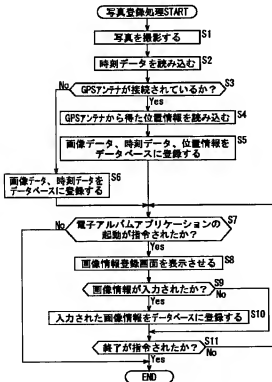 写真登録処理START
写真を撮影する S1
時刻データを読み込む S2
GPSアンテナが接続されているか? S3
No
Yes
GPSアンテナから得た位置情報を読み込む S4
画像データ、時刻データ、位置情報を
データベースに登録する S5
画像データ、時刻データを
データベースに登録する S6
電子アルバムアプリケーションの
起動が指令されたか? S7
No
Yes
画像情報登録画面を表示させる S8
画像情報が入力されたか? S9
No
Yes
入力された画像情報をデータベースに登録する S10
終了が指令されたか? S11
No
Yes
END